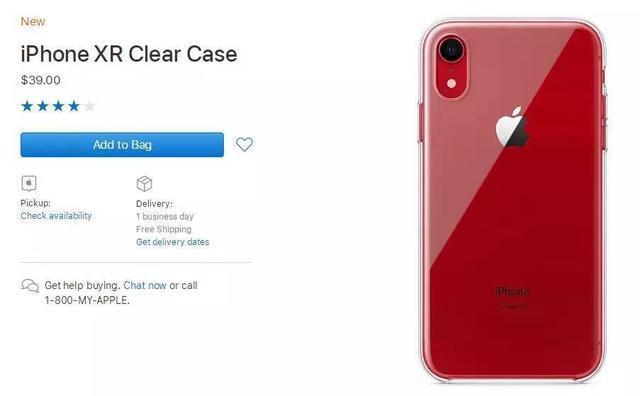 New
iPhone XR Clear Case
$39.00
Add to Bag
Pickup:
Check availability
Delivery:
1 business day
Free Shipping
Get delivery dates
Get help buying. Chat now or call
1-800-MY-APPLE.
iPhone